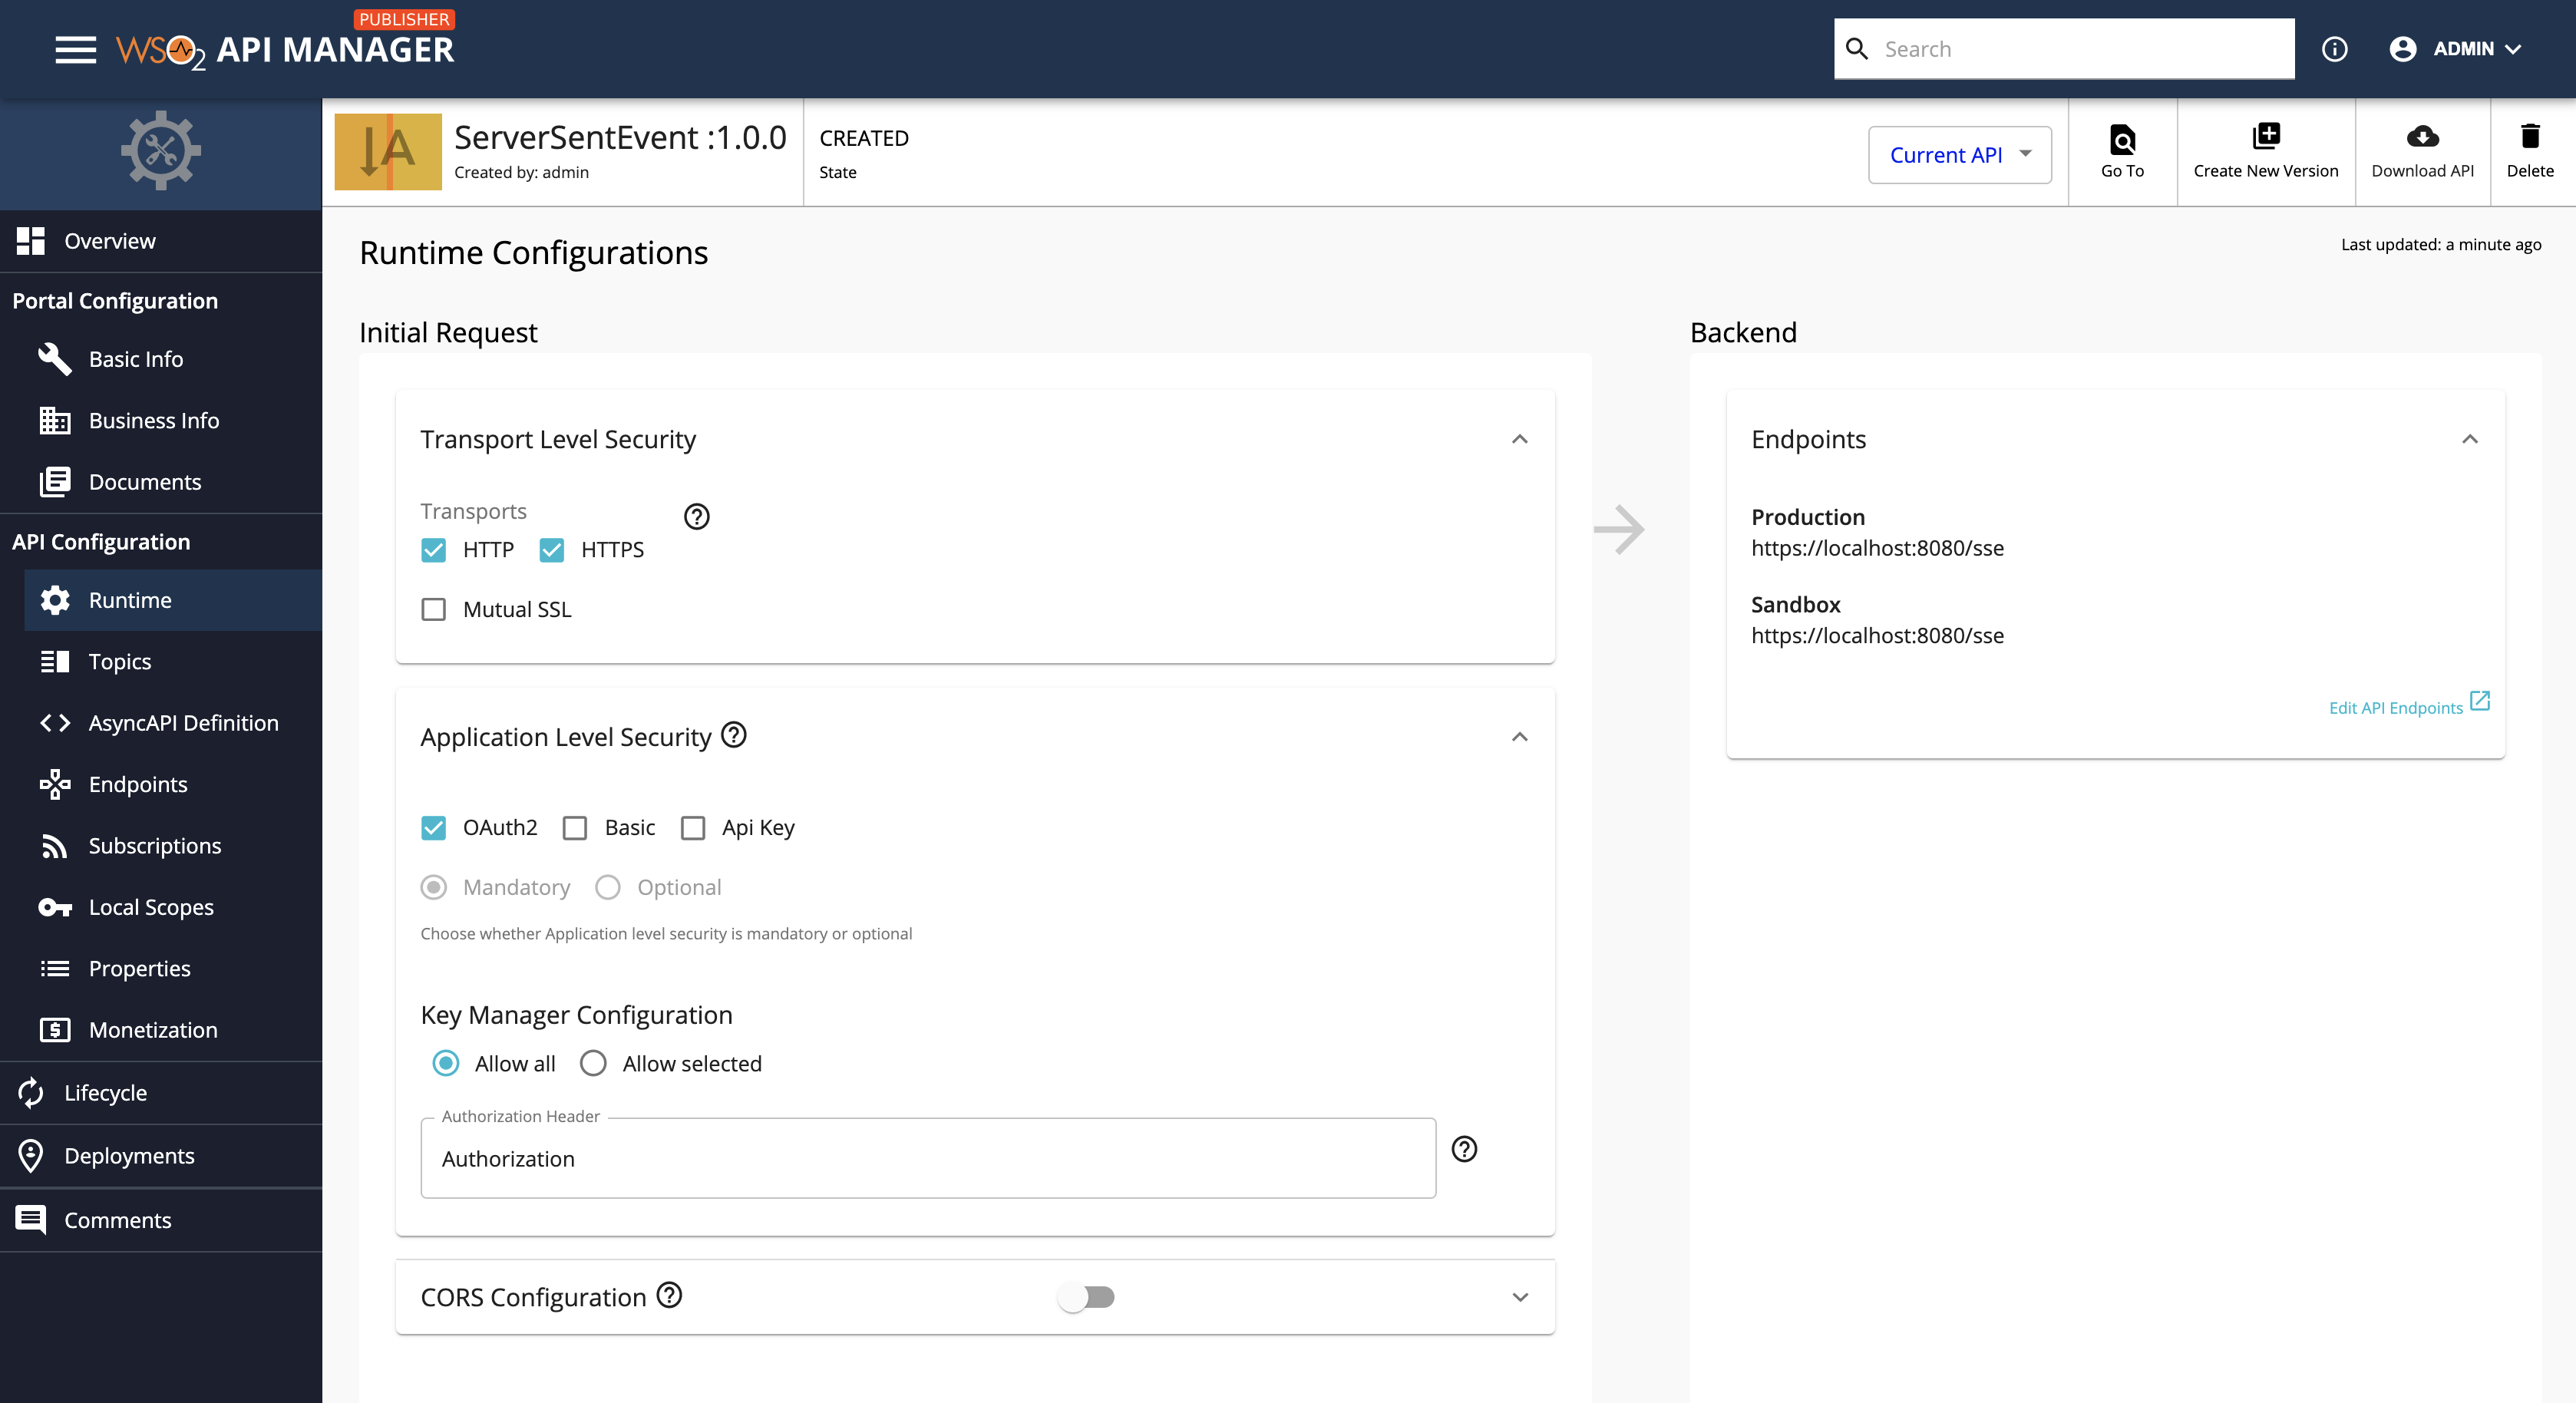 PUBLISHER
WSO2 API MANAGER
Search
ADMIN
A
ServerSentEvent :1.0.0
Created by: admin
CREATED
State
Current API
Go To
Create New Version
Download API
Delete
Overview
Portal Configuration
Basic Info
Business Info
Documents
API Configuration
Runtime
Topics
AsyncAPI Definition
Endpoints
Subscriptions
Local Scopes
Properties
Monetization
Lifecycle
Deployments
Comments
Runtime Configurations
Last updated: a minute ago
Initial Request
Transport Level Security
Transports
HTTP HTTPS
Mutual SSL
Application Level Security
OAuth2 Basic Api Key
Mandatory Optional
Choose whether Application level security is mandatory or optional
Key Manager Configuration
Allow all Allow selected
Authorization Header
Authorization
CORS Configuration
Backend
Endpoints
Production
https://localhost:8080/sse
Sandbox
https://localhost:8080/sse
Edit API Endpoints